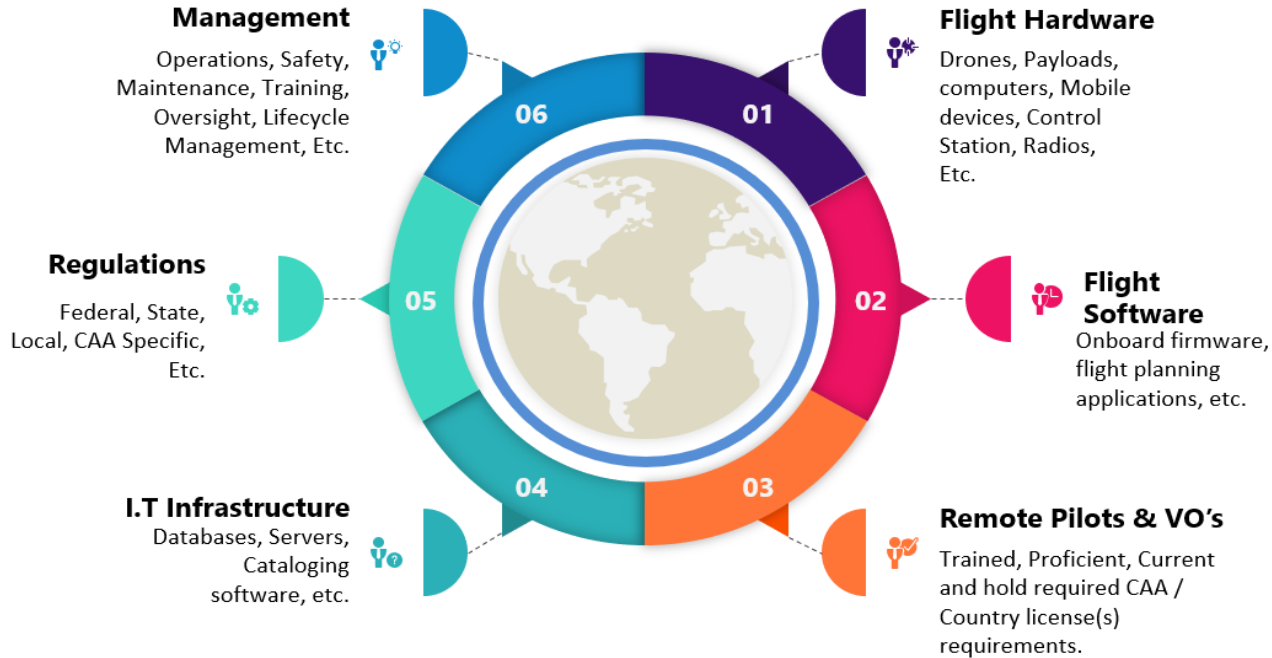 Management
Operations, Safety,
Maintenance, Training,
Oversight, Lifecycle
Management, Etc.
06
Flight Hardware
Drones, Payloads,
computers, Mobile
devices, Control
Station, Radios,
Etc.
01
Regulations
Federal, State,
Local, CAA Specific,
Etc.
05
02
Flight
Software
Onboard firmware,
flight planning
applications, etc.
I.T Infrastructure
Databases, Servers,
Cataloging
software, etc.
?
04
03
Remote Pilots & VO’s
Trained, Proficient, Current
and hold required CAA /
Country license(s)
requirements.